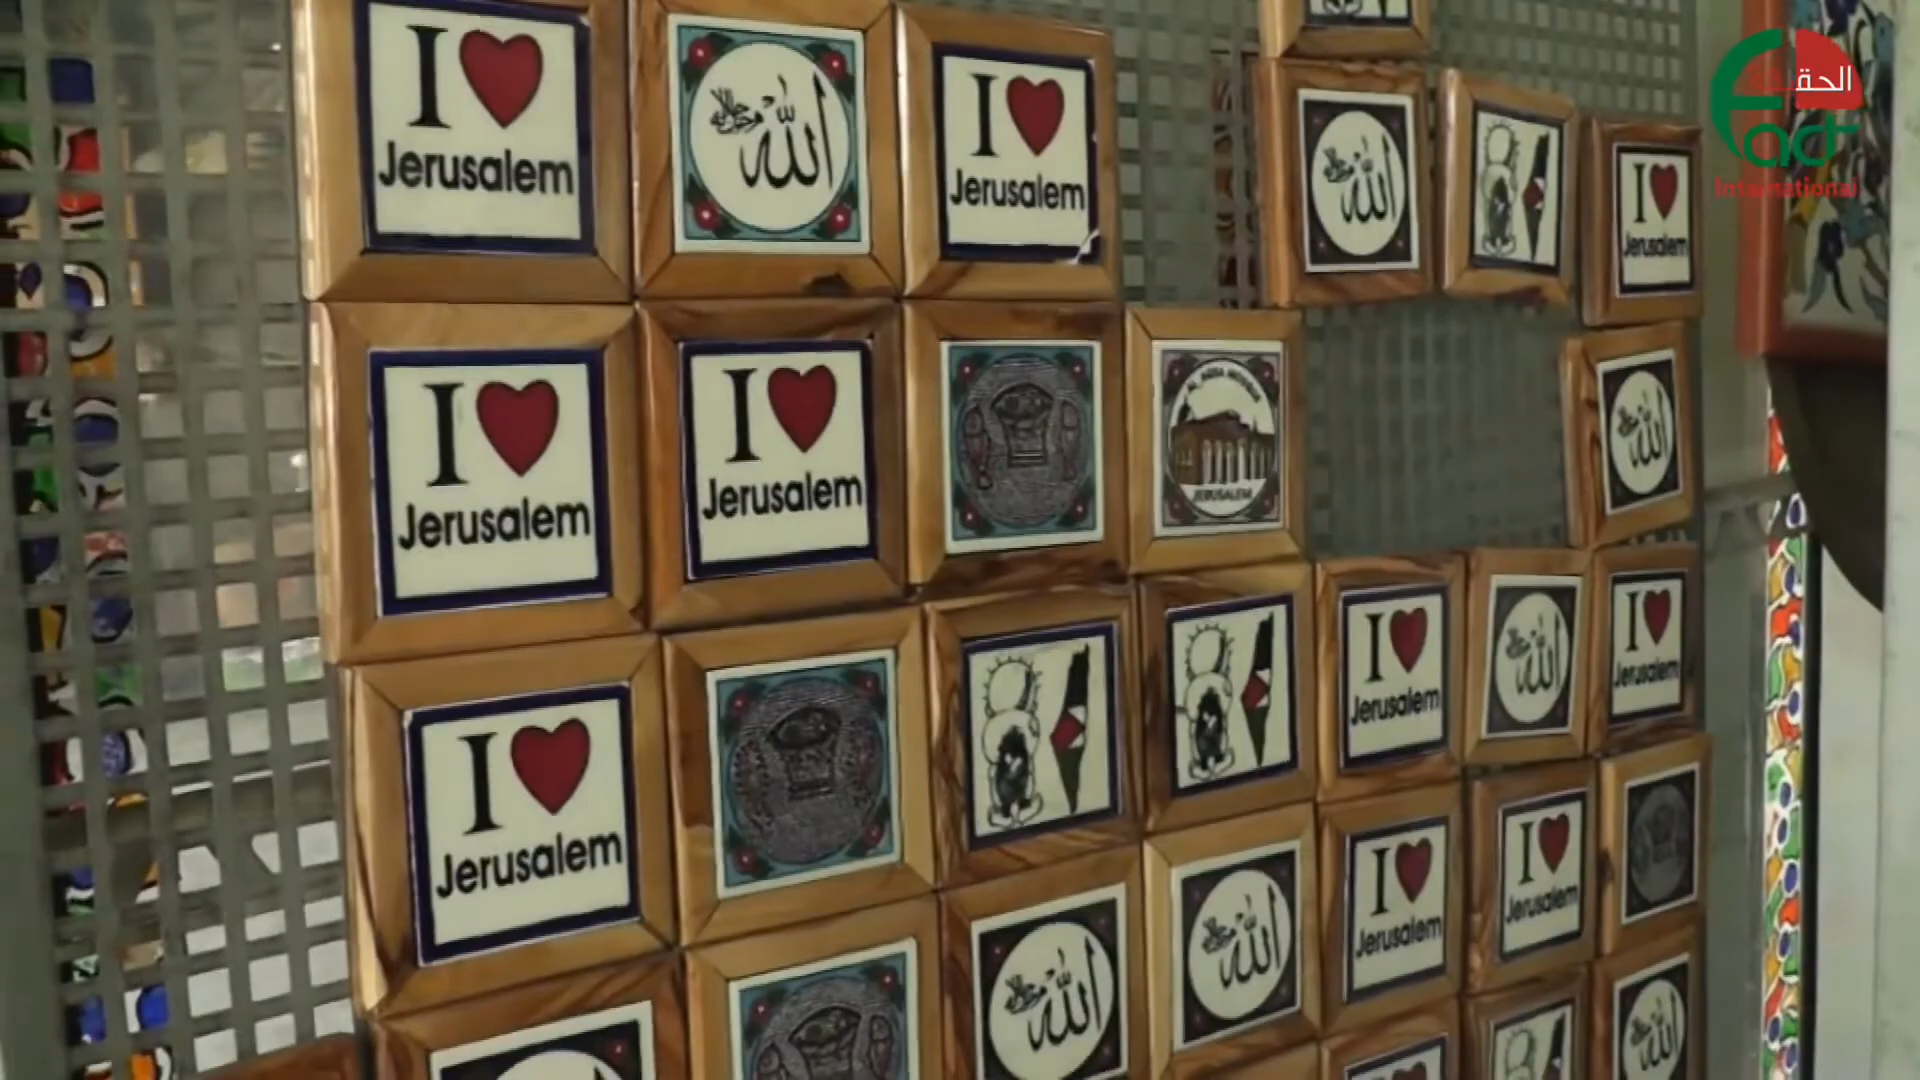 I
Jerusalem
الله
جل جلاله
I
Jerusalem
الله
جل جلاله
I
Jerusalem
الحقيقة
Fact
International
I
Jerusalem
I
Jerusalem
JERUSALEM
الله
جل جلاله
I
Jerusalem
I
Jerusalem
الله
جل جلاله
I
Jerusalem
الله
جل جلاله
الله
جل جلاله
I
Jerusalem
I
Jerusalem
الله
جل جلاله